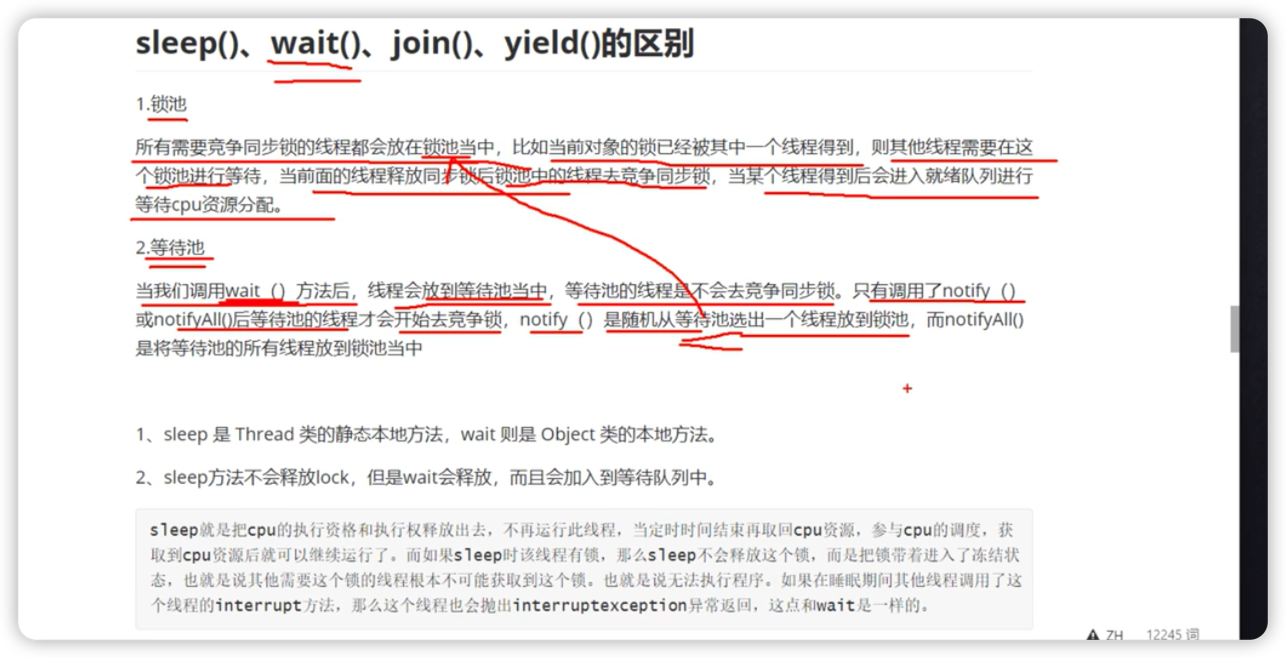 sleep()、wait()、join()、yield()的区别
1.锁池
所有需要竞争同步锁的线程都会放在锁池当中，比如当前对象的锁已经被其中一个线程得到，则其他线程需要在这
个锁池进行等待，当前面的线程释放同步锁后锁池中的线程去竞争同步锁，当某个线程得到后会进入就绪队列进行
等待cpu资源分配。
2.等待池
当我们调用wait（）方法后，线程会放到等待池当中，等待池的线程是不会去竞争同步锁。只有调用了notify（）
或notifyAll()后等待池的线程才会开始去竞争锁，notify（）是随机从等待池选出一个线程放到锁池，而notifyAll()
是将等待池的所有线程放到锁池当中
1、sleep 是 Thread 类的静态本地方法，wait 则是 Object 类的本地方法。
2、sleep方法不会释放lock，但是wait会释放，而且会加入到等待队列中。
sleep就是把cpu的执行资格和执行权释放出去，不再运行此线程，当定时时间结束再取回cpu资源，参与cpu的调度，获
取到cpu资源后就可以继续运行了。而如果sleep时该线程有锁，那么sleep不会释放这个锁，而是把锁带着进入了冻结状
态，也就是说其他需要这个锁的线程根本不可能获取到这个锁。也就是说无法执行程序。如果在睡眠期间其他线程调用了这
个线程的interrupt方法，那么这个线程也会抛出interruptexception异常返回，这点和wait是一样的。
ZH 12245 词